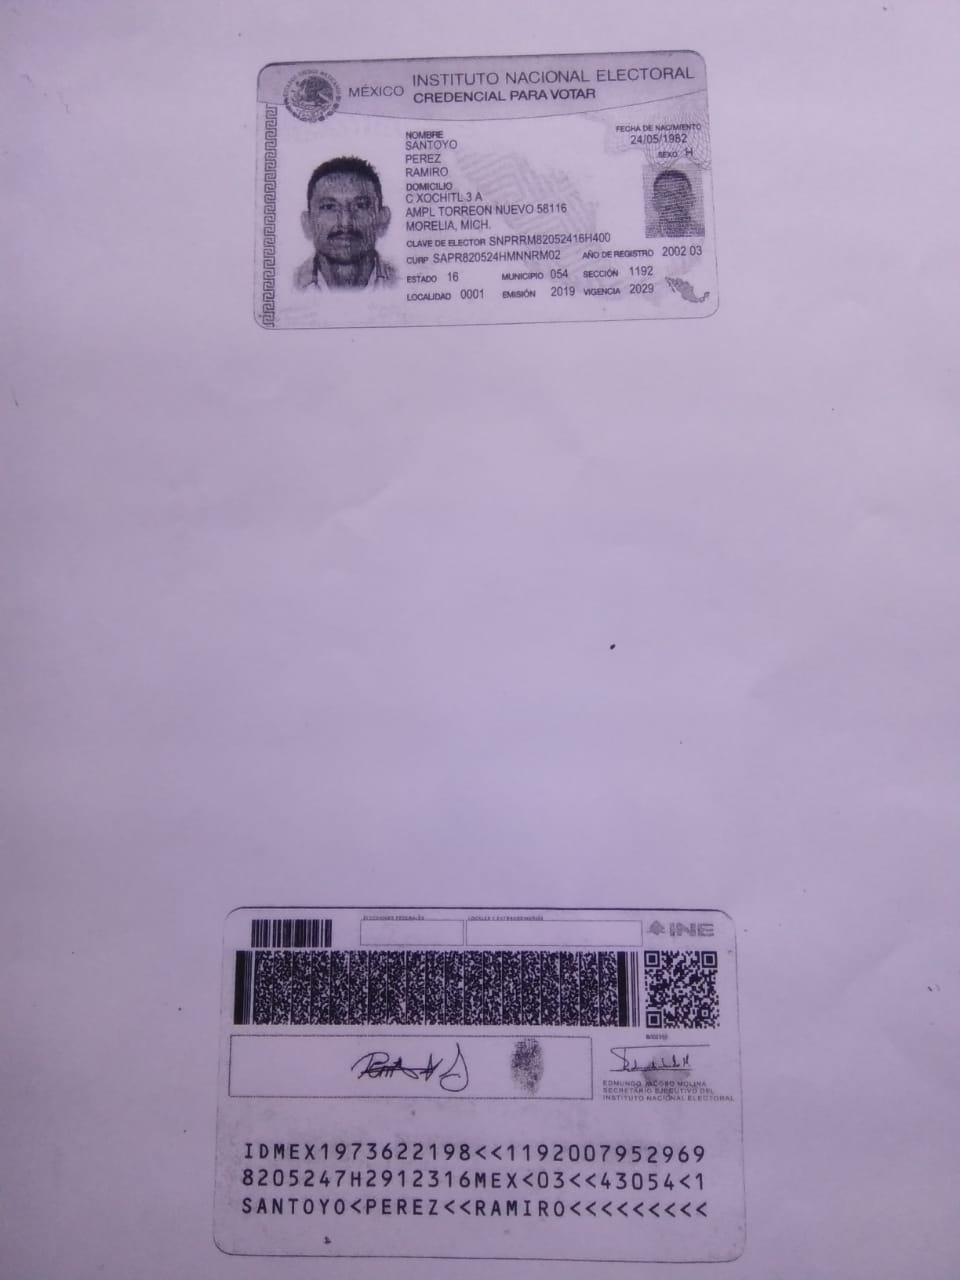 MÉXICO
INSTITUTO NACIONAL ELECTORAL
CREDENCIAL PARA VOTAR
NOMBRE
SANTOYO
PEREZ
RAMIRO
FECHA DE NACIMIENTO
24/05/1982
SEXO H
DOMICILIO
C XOCHITL 3 A
AMPL TORREON NUEVO 58116
MORELIA, MICH.
CLAVE DE ELECTOR SNPRRM82052416H400
CURP SAPR820524HMNNRM02 AÑO DE REGISTRO 2002 03
ESTADO 16 MUNICIPIO 054 SECCIÓN 1192
LOCALIDAD 0001 EMISIÓN 2019 VIGENCIA 2029
ELECCIONES FEDERALES LOCALES Y EXTRAORDINARIAS
INE
EDMUNDO JACOBO MOLINA
SECRETARIO EJECUTIVO DEL
INSTITUTO NACIONAL ELECTORAL
IDMEX1973622198<<1192007952969
8205247H2912316MEX<03<<43054<1
SANTOYO<PEREZ<<RAMIRO<<<<<<<<<